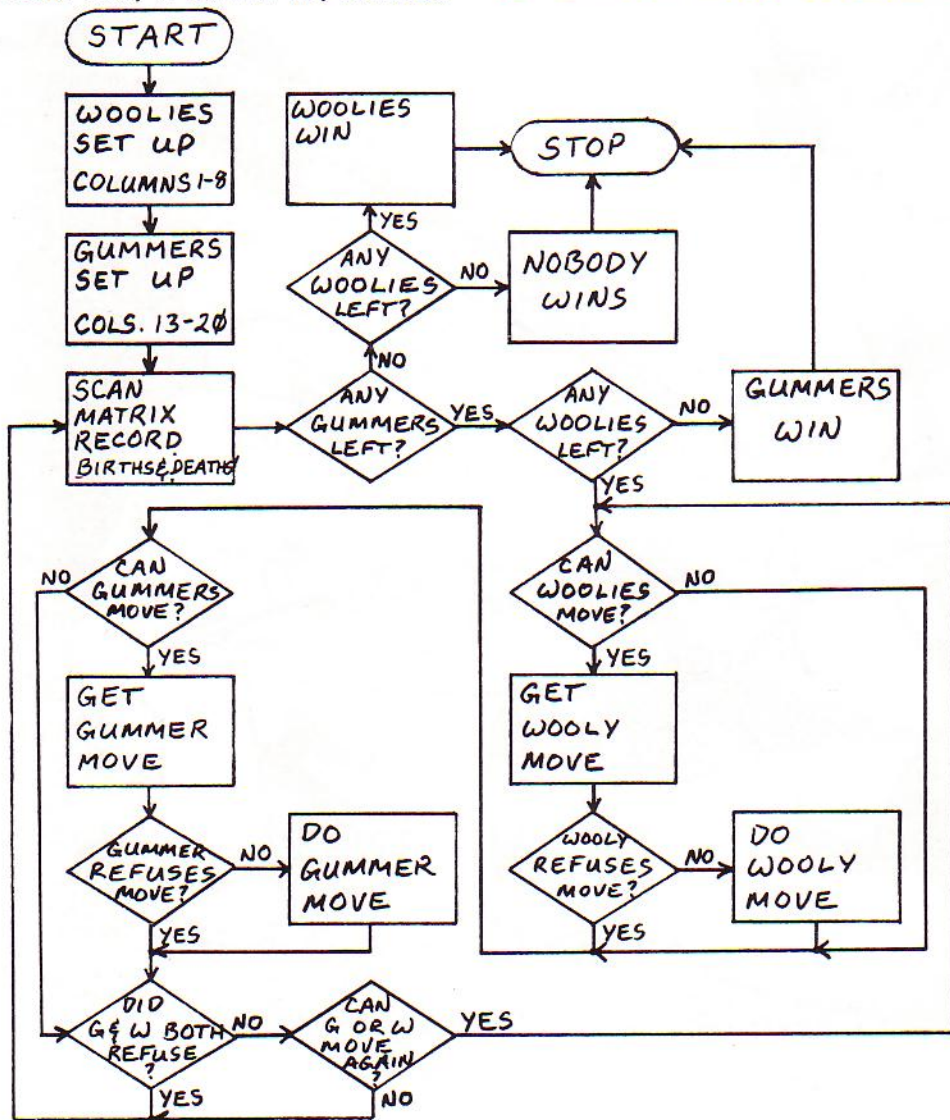 START
WOOLIES
SET UP
COLUMNS 1-8
WOOLIES
WIN
STOP
GUMMERS
SET UP
COLS. 13-2Ø
YES
ANY
WOOLIES
LEFT?
NO
NOBODY
WINS
NO
SCAN
MATRIX
RECORD
BIRTHS & DEATHS
ANY
GUMMERS
LEFT?
YES
ANY
WOOLIES
LEFT?
NO
GUMMERS
WIN
YES
NO
CAN
GUMMERS
MOVE?
YES
CAN
WOOLIES
MOVE?
NO
YES
GET
GUMMER
MOVE
GET
WOOLY
MOVE
GUMMER
REFUSES
MOVE?
NO
DO
GUMMER
MOVE
YES
WOOLY
REFUSES
MOVE?
NO
DO
WOOLY
MOVE
YES
DID
G & W BOTH
REFUSE
?
NO
CAN
G OR W
MOVE
AGAIN
?
YES
YES
NO